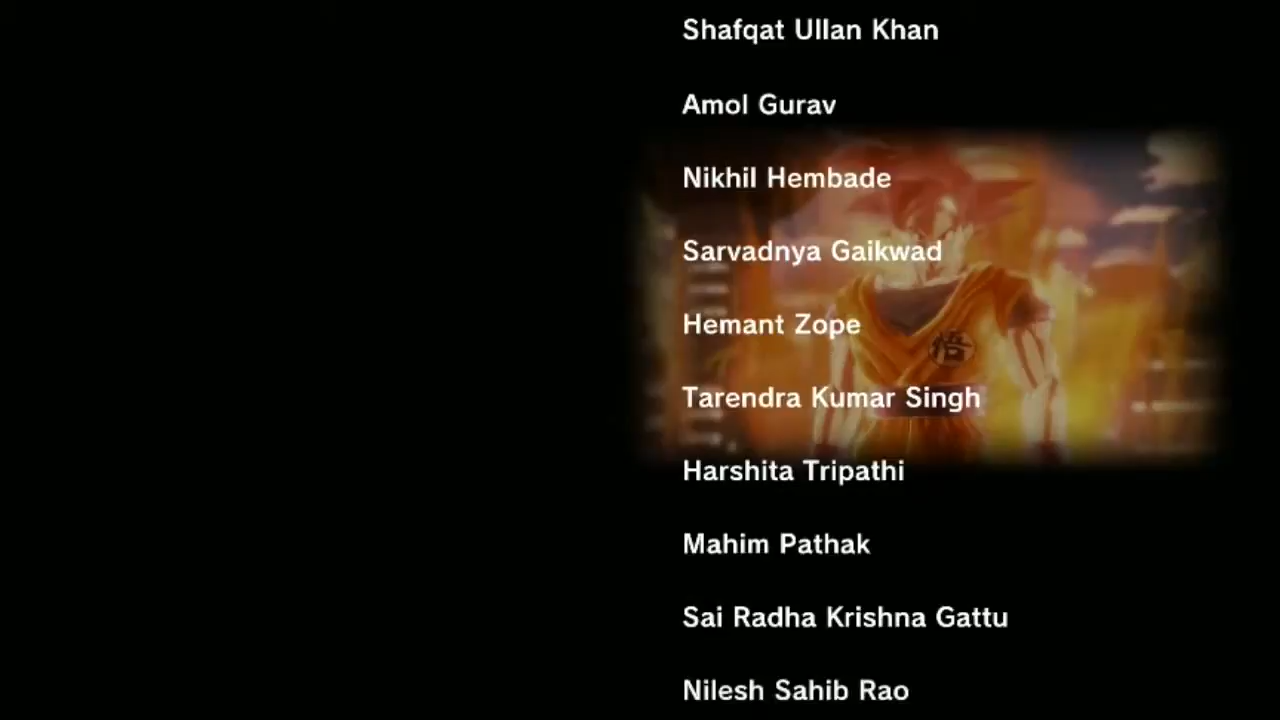 Shafqat Ullan Khan
Amol Gurav
Nikhil Hembade
Sarvadnya Gaikwad
Hemant Zope
悟
Tarendra Kumar Singh
Harshita Tripathi
Mahim Pathak
Sai Radha Krishna Gattu
Nilesh Sahib Rao